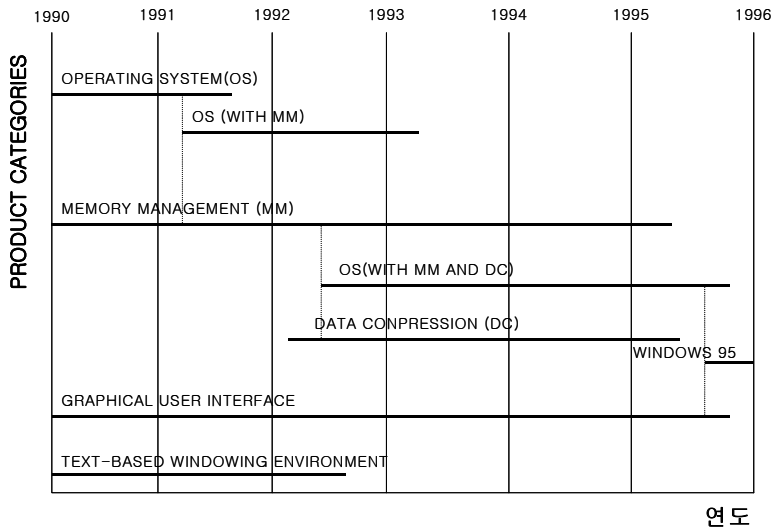 1990 1991 1992 1993 1994 1995 1996
PRODUCT CATEGORIES
OPERATING SYSTEM(OS)
OS (WITH MM)
MEMORY MANAGEMENT (MM)
OS(WITH MM AND DC)
DATA CONPRESSION (DC)
WINDOWS 95
GRAPHICAL USER INTERFACE
TEXT-BASED WINDOWING ENVIRONMENT
연도